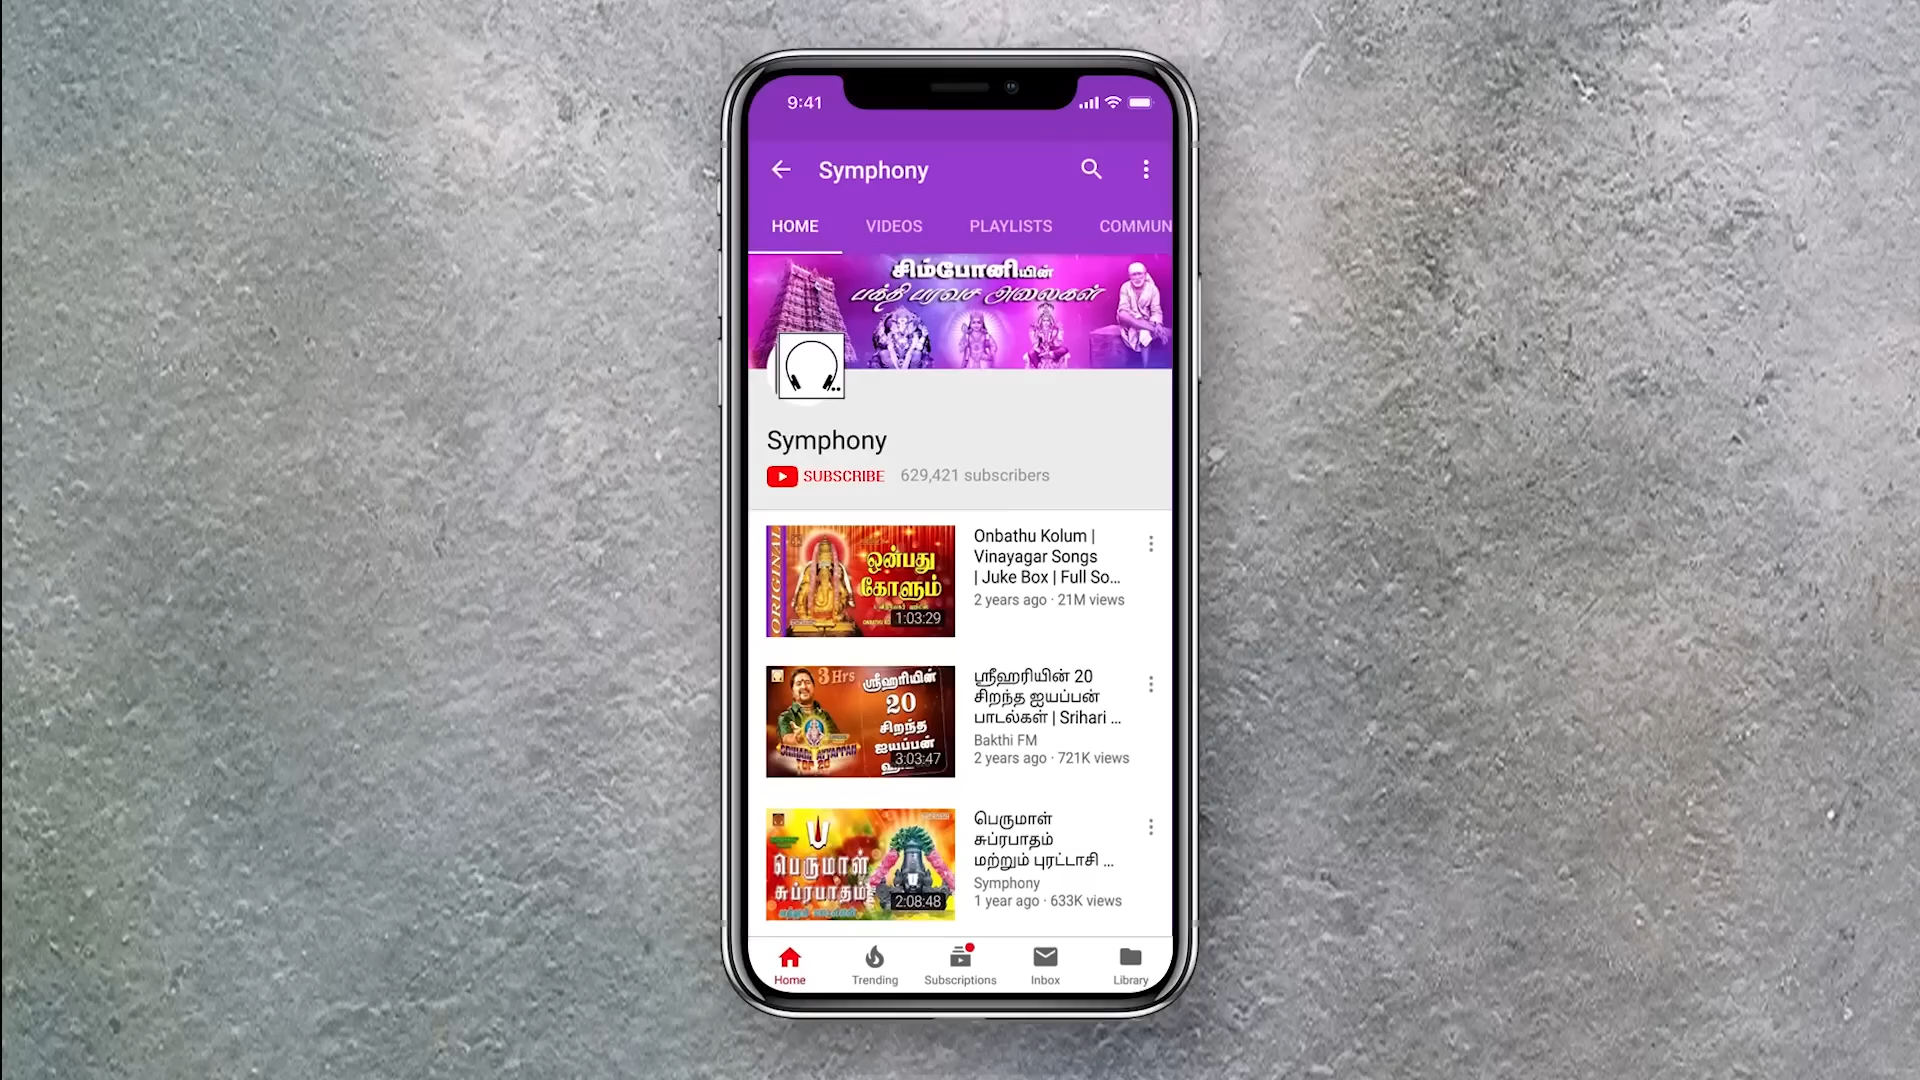 9:41
Symphony
HOME VIDEOS PLAYLISTS COMMUN
சிம்போனியின்
பக்தி பரவச அலைகள்
Symphony
SUBSCRIBE 629,421 subscribers
ORIGINAL
ஒன்பது
கோளும்
1:03:29
Onbathu Kolum |
Vinayagar Songs
| Juke Box | Full So...
2 years ago · 21M views
3 Hrs
ஸ்ரீஹரியின்
20
சிறந்த
ஐயப்பன்
SRIHARI AYYAPPAN
TOP 20
3:03:47
ஸ்ரீஹரியின் 20
சிறந்த ஐயப்பன்
பாடல்கள் | Srihari ...
Bakthi FM
2 years ago · 721K views
பெருமாள்
சுப்ரபாதம்
2:08:48
பெருமாள்
சுப்ரபாதம்
மற்றும் புரட்டாசி ...
Symphony
1 year ago · 633K views
Home Trending Subscriptions Inbox Library